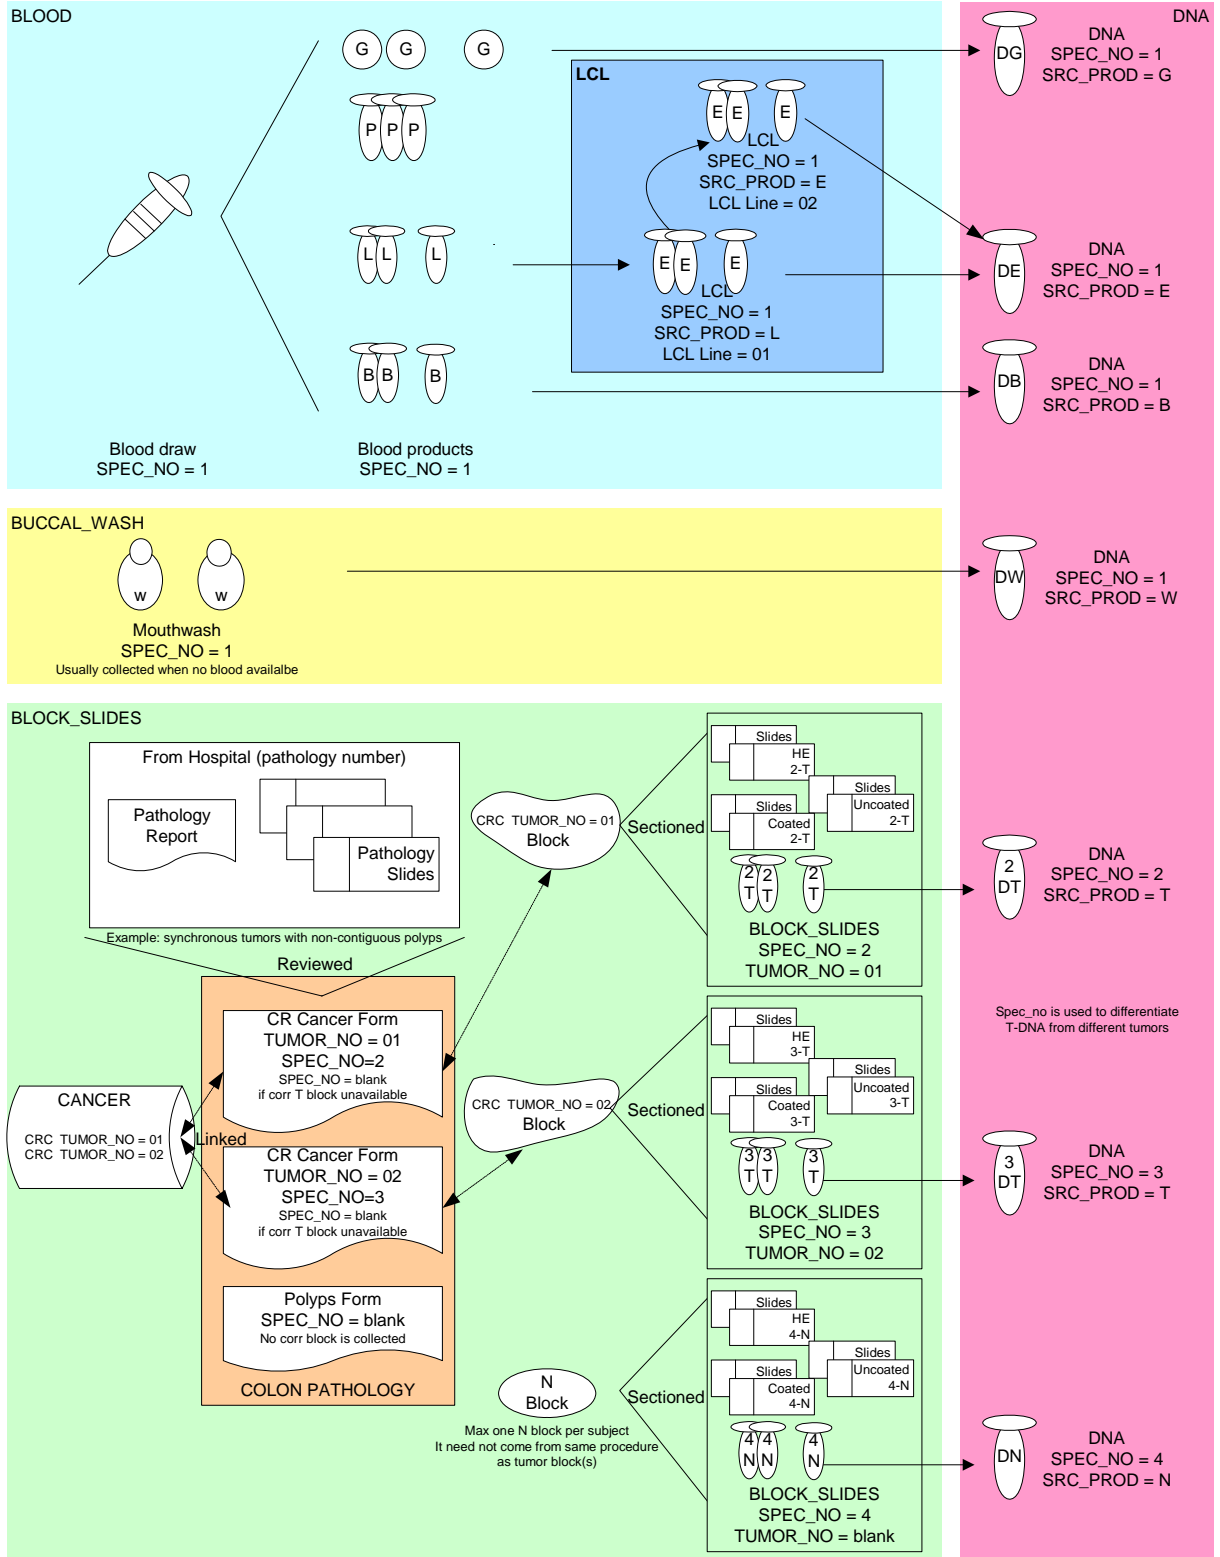 BLOOD
G G G
P P P
L L L
B B B
Blood draw
SPEC_NO = 1
Blood products
SPEC_NO = 1
LCL
E E E
LCL
SPEC_NO = 1
SRC_PROD = E
LCL Line = 02
E E E
LCL
SPEC_NO = 1
SRC_PROD = L
LCL Line = 01
DNA
DG
DNA
SPEC_NO = 1
SRC_PROD = G
DE
DNA
SPEC_NO = 1
SRC_PROD = E
DB
DNA
SPEC_NO = 1
SRC_PROD = B
BUCCAL_WASH
w w
Mouthwash
SPEC_NO = 1
Usually collected when no blood availalbe
DW
DNA
SPEC_NO = 1
SRC_PROD = W
BLOCK_SLIDES
From Hospital (pathology number)
Pathology
Report
Pathology
Slides
Example: synchronous tumors with non-contiguous polyps
Reviewed
CR Cancer Form
TUMOR_NO = 01
SPEC_NO=2
SPEC_NO = blank
if corr T block unavailable
CANCER
CRC TUMOR_NO = 01
CRC TUMOR_NO = 02
Linked
CR Cancer Form
TUMOR_NO = 02
SPEC_NO=3
SPEC_NO = blank
if corr T block unavailable
Polyps Form
SPEC_NO = blank
No corr block is collected
COLON PATHOLOGY
CRC TUMOR_NO = 01
Block
Sectioned
Slides
HE
2-T
Slides
Uncoated
2-T
Slides
Coated
2-T
2 2 2
T T T
BLOCK_SLIDES
SPEC_NO = 2
TUMOR_NO = 01
2
DT
DNA
SPEC_NO = 2
SRC_PROD = T
Spec_no is used to differentiate
T-DNA from different tumors
CRC TUMOR_NO = 02
Block
Sectioned
Slides
HE
3-T
Slides
Uncoated
3-T
Slides
Coated
3-T
3 3 3
T T T
BLOCK_SLIDES
SPEC_NO = 3
TUMOR_NO = 02
3
DT
DNA
SPEC_NO = 3
SRC_PROD = T
N
Block
Max one N block per subject
It need not come from same procedure
as tumor block(s)
Sectioned
Slides
HE
4-N
Slides
Uncoated
4-N
Slides
Coated
4-N
4 4 4
N N N
BLOCK_SLIDES
SPEC_NO = 4
TUMOR_NO = blank
DN
DNA
SPEC_NO = 4
SRC_PROD = N